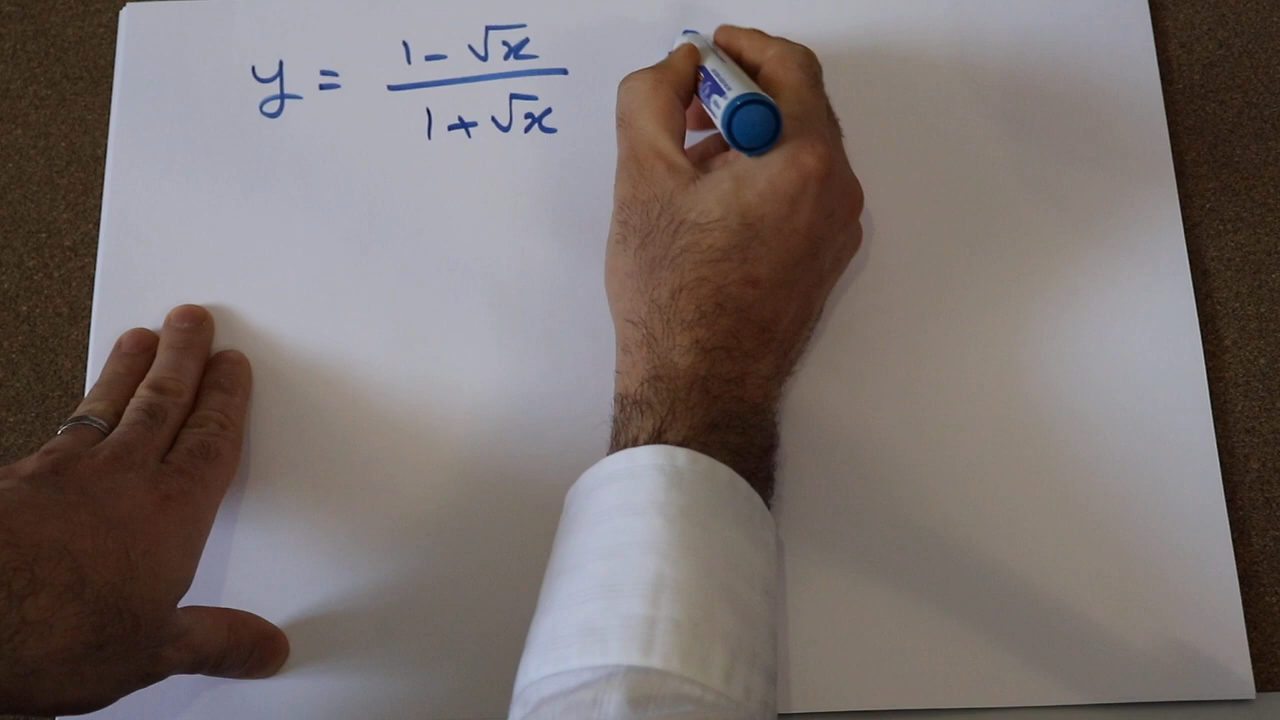 y = (1 - √x) / (1 + √x)